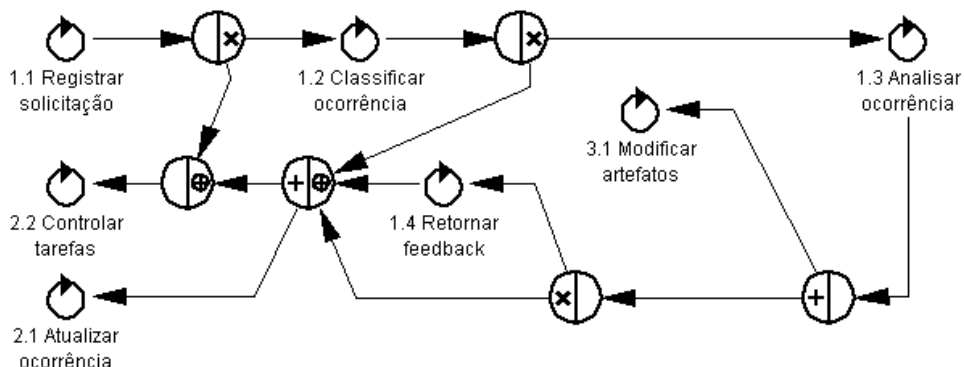 1.1 Registrar
solicitação
1.2 Classificar
ocorrência
1.3 Analisar
ocorrência
3.1 Modificar
artefatos
2.2 Controlar
tarefas
1.4 Retornar
feedback
2.1 Atualizar
ocorrência